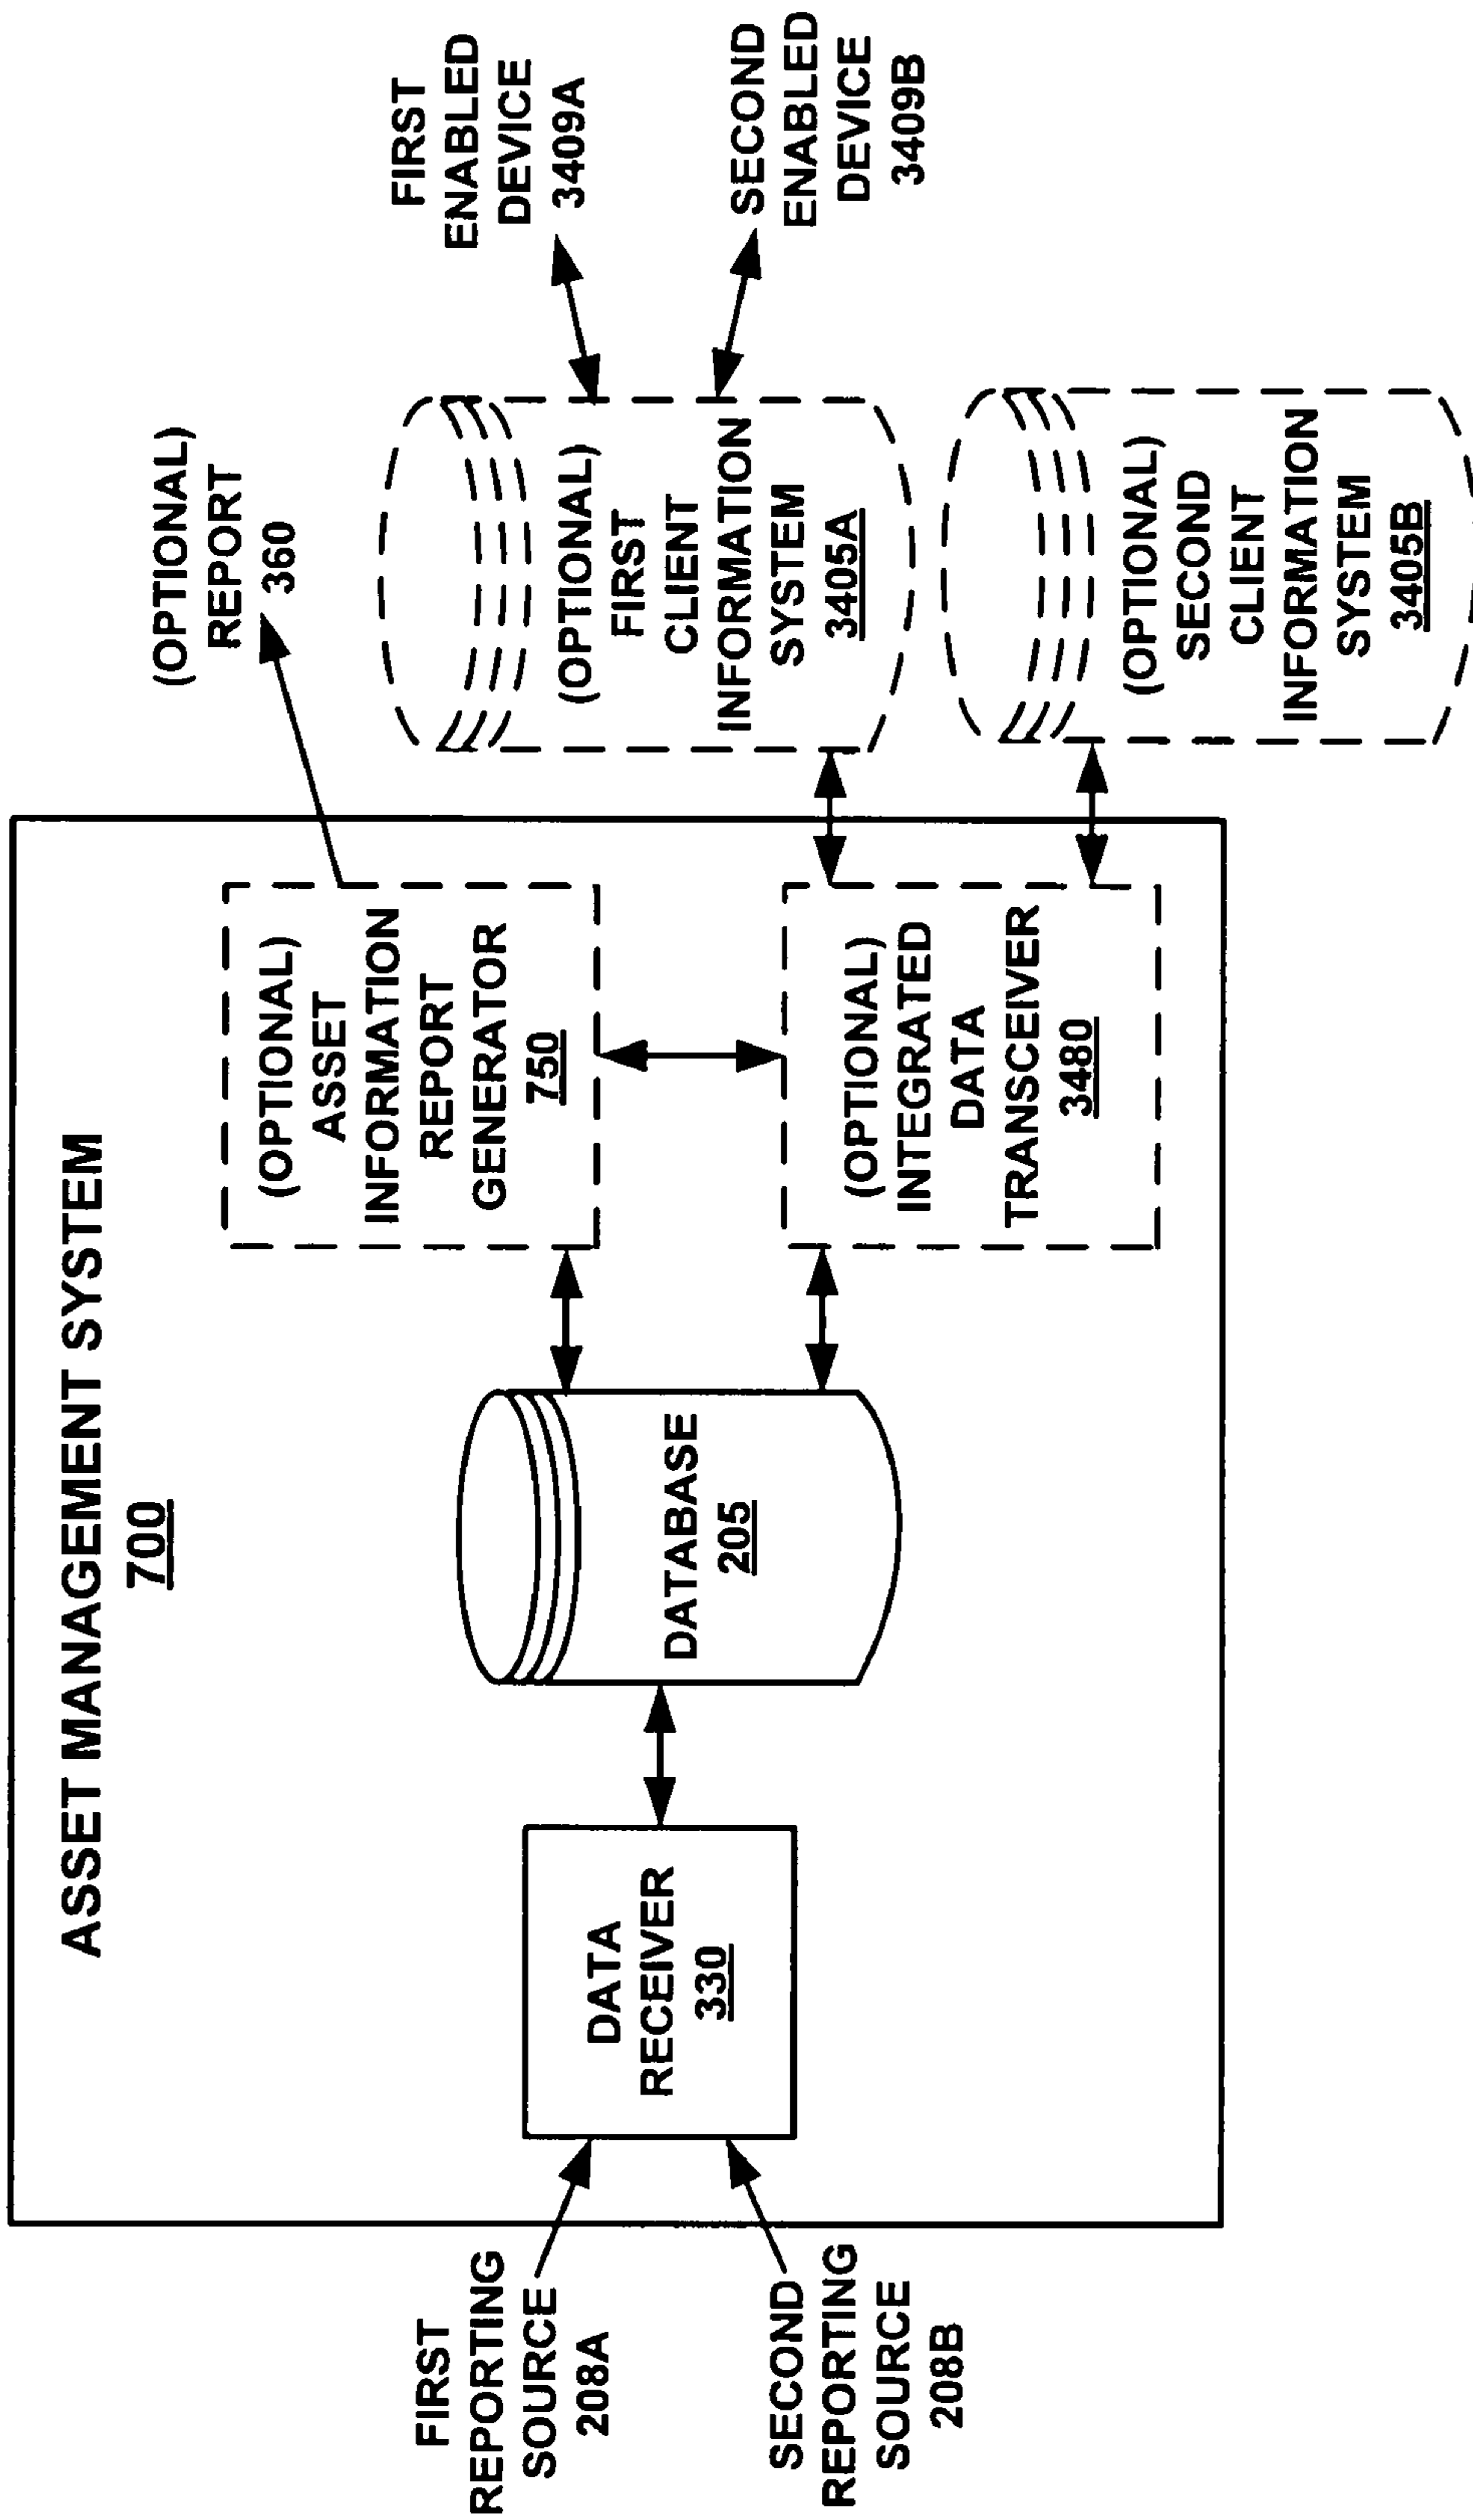 ASSET MANAGEMENT SYSTEM
700
FIRST
REPORTING
SOURCE
208A
SECOND
REPORTING
SOURCE
208B
DATA
RECEIVER
330
DATABASE
205
(OPTIONAL)
ASSET
INFORMATION
REPORT
GENERATOR
750
(OPTIONAL)
INTEGRATED
DATA
TRANSCEIVER
3480
(OPTIONAL)
REPORT
360
(OPTIONAL)
FIRST
CLIENT
INFORMATION
SYSTEM
3405A
(OPTIONAL)
SECOND
CLIENT
INFORMATION
SYSTEM
3405B
FIRST
ENABLED
DEVICE
3409A
SECOND
ENABLED
DEVICE
3409B